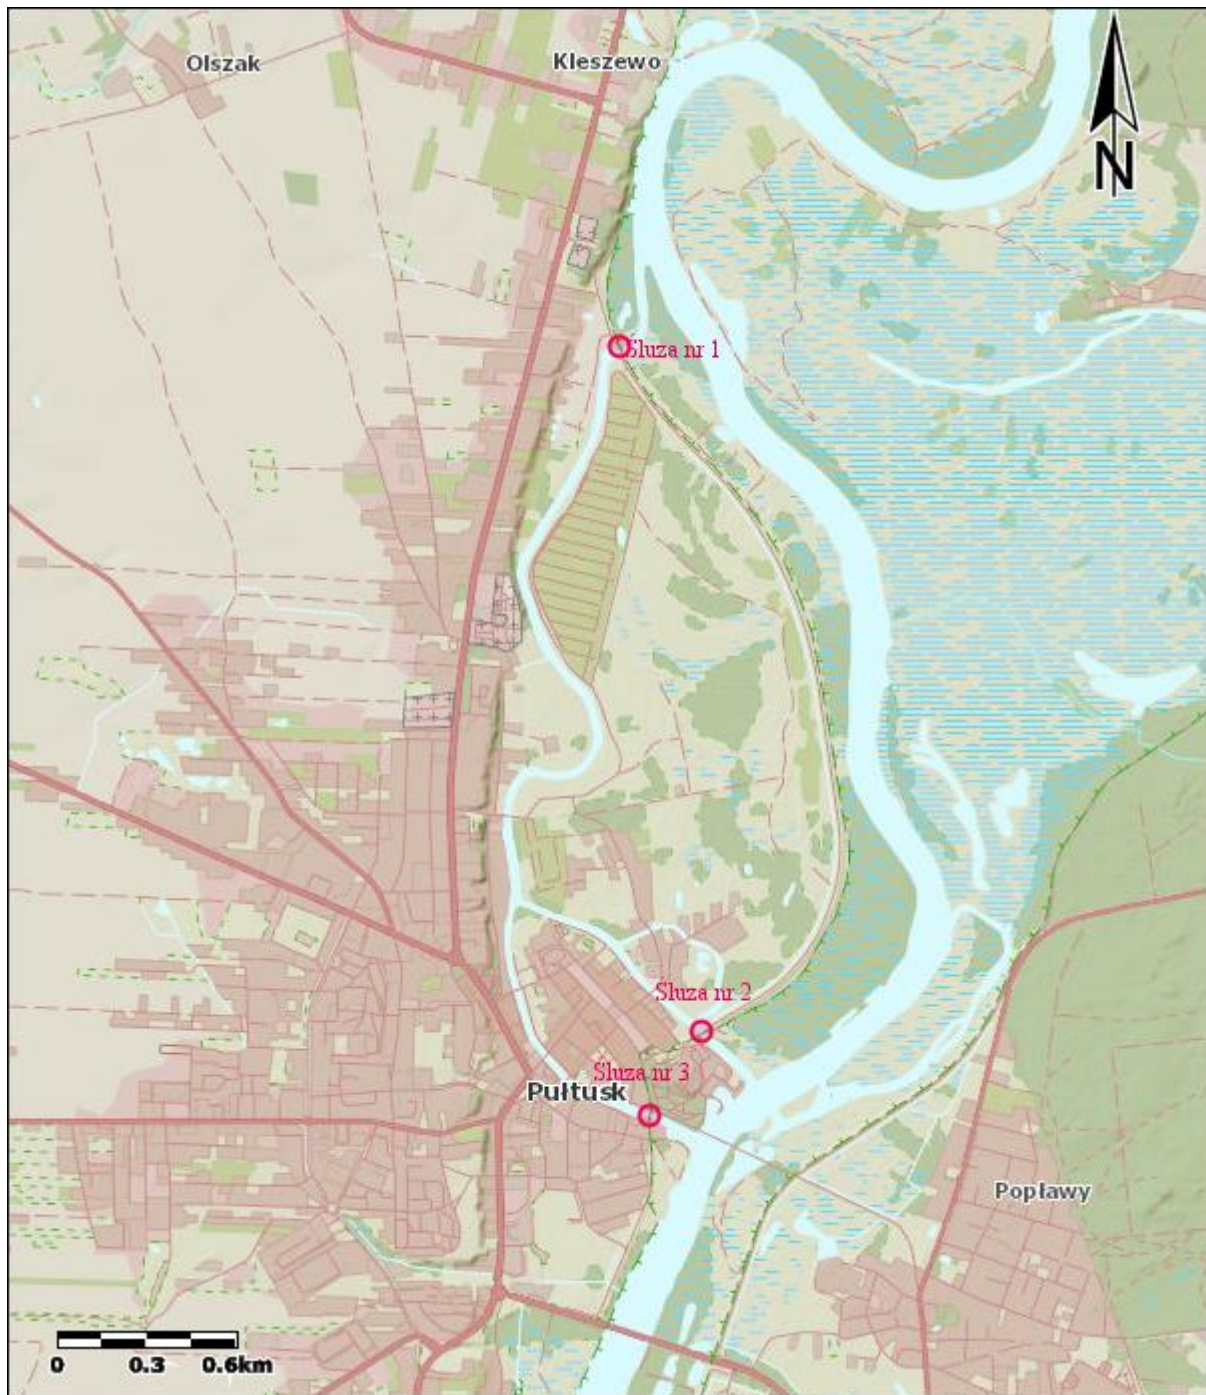 Olszak
Kleszewo
N
Śluza nr 1
Śluza nr 2
Śluza nr 3
Pułtusk
Popławy
0 0.3 0.6km